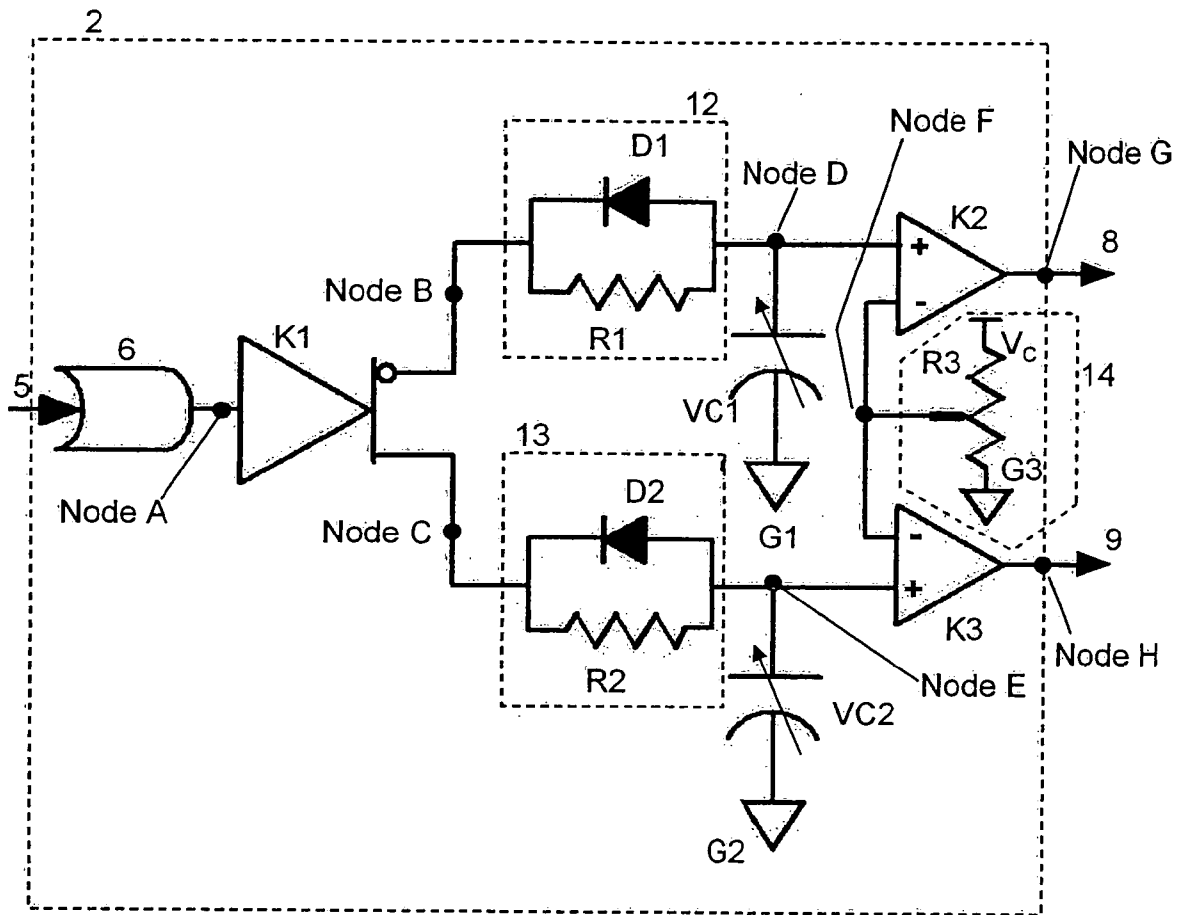 2
12
Node F
D1
Node D
Node G
K2
8
+
-
Node B
R1
K1
6
5
VC1
R3
Vc
14
13
G3
Node A
D2
Node C
G1
-
9
+
K3
R2
Node E
Node H
VC2
G2